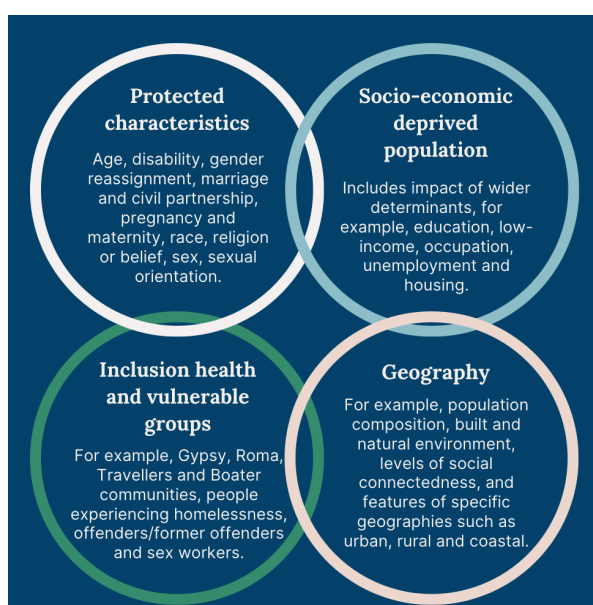 Protected
characteristics
Age, disability, gender
reassignment, marriage
and civil partnership,
pregnancy and
maternity, race, religion
or belief, sex, sexual
orientation.
Socio-economic
deprived
population
Includes impact of wider
determinants, for
example, education, low-
income, occupation,
unemployment and
housing.
Inclusion health
and vulnerable
groups
For example, Gypsy, Roma,
Travellers and Boater
communities, people
experiencing homelessness,
offenders/former offenders
and sex workers.
Geography
For example, population
composition, built and
natural environment,
levels of social
connectedness, and
features of specific
geographies such as
urban, rural and coastal.